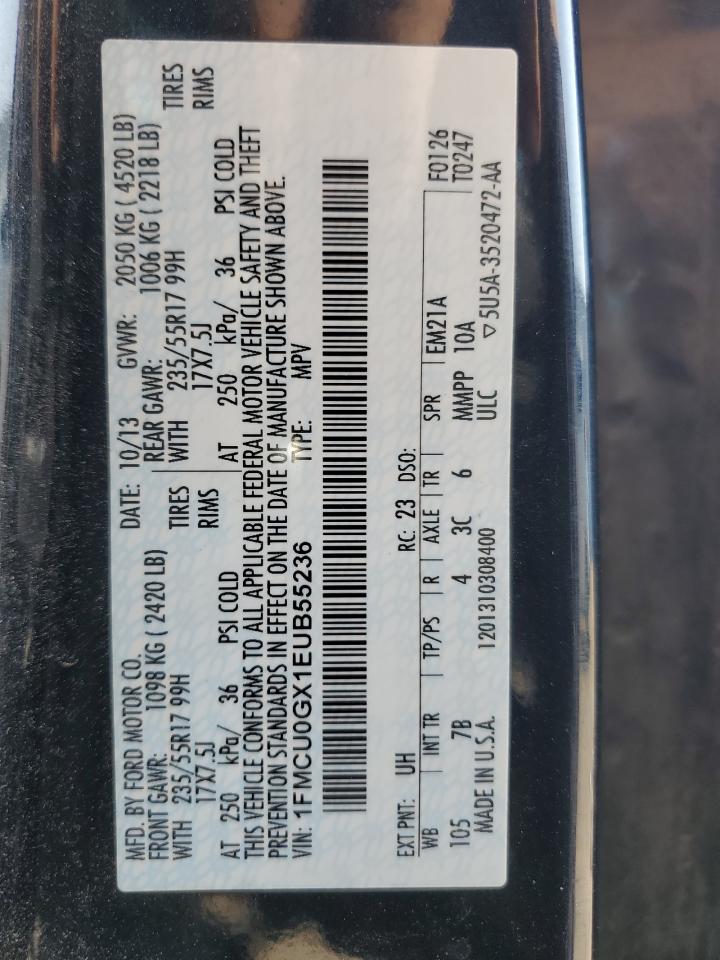 MFD. BY FORD MOTOR CO. DATE: 10/13 GVWR: 2050 KG ( 4520 LB)
FRONT GAWR: 1098 KG ( 2420 LB) REAR GAWR: 1006 KG ( 2218 LB)
WITH 235/55R17 99H TIRES WITH 235/55R17 99H TIRES
17X7.5J RIMS 17X7.5J RIMS
AT 250 kPa/ 36 PSI COLD AT 250 kPa/ 36 PSI COLD
THIS VEHICLE CONFORMS TO ALL APPLICABLE FEDERAL MOTOR VEHICLE SAFETY AND THEFT
PREVENTION STANDARDS IN EFFECT ON THE DATE OF MANUFACTURE SHOWN ABOVE.
VIN: 1FMCU0GX1EUB55236 TYPE: MPV
EXT PNT: UH RC: 23 DSO: F0126
WB INT TR TP/PS R AXLE TR SPR EM21A T0247
105 7B 4 3C 6 MMPP 10A
MADE IN U.S.A. 1201310308400 ULC ▽5U5A-3520472-AA